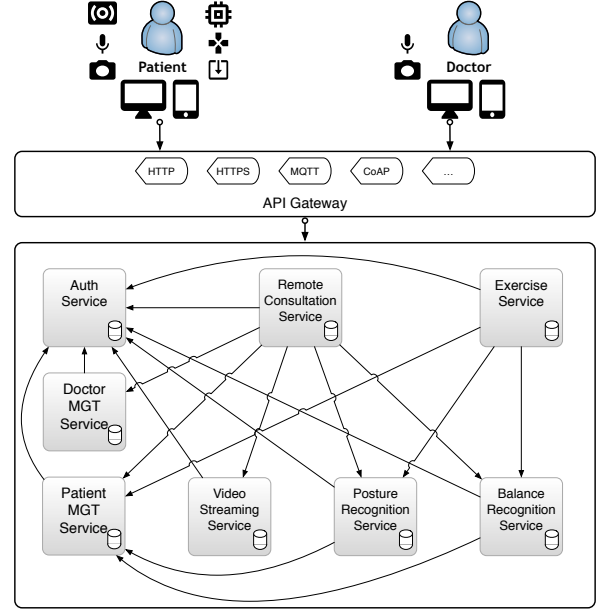 Patient
Doctor
HTTP
HTTPS
MQTT
CoAP
...
API Gateway
Auth
Service
Remote
Consultation
Service
Exercise
Service
Doctor
MGT
Service
Patient
MGT
Service
Video
Streaming
Service
Posture
Recognition
Service
Balance
Recognition
Service